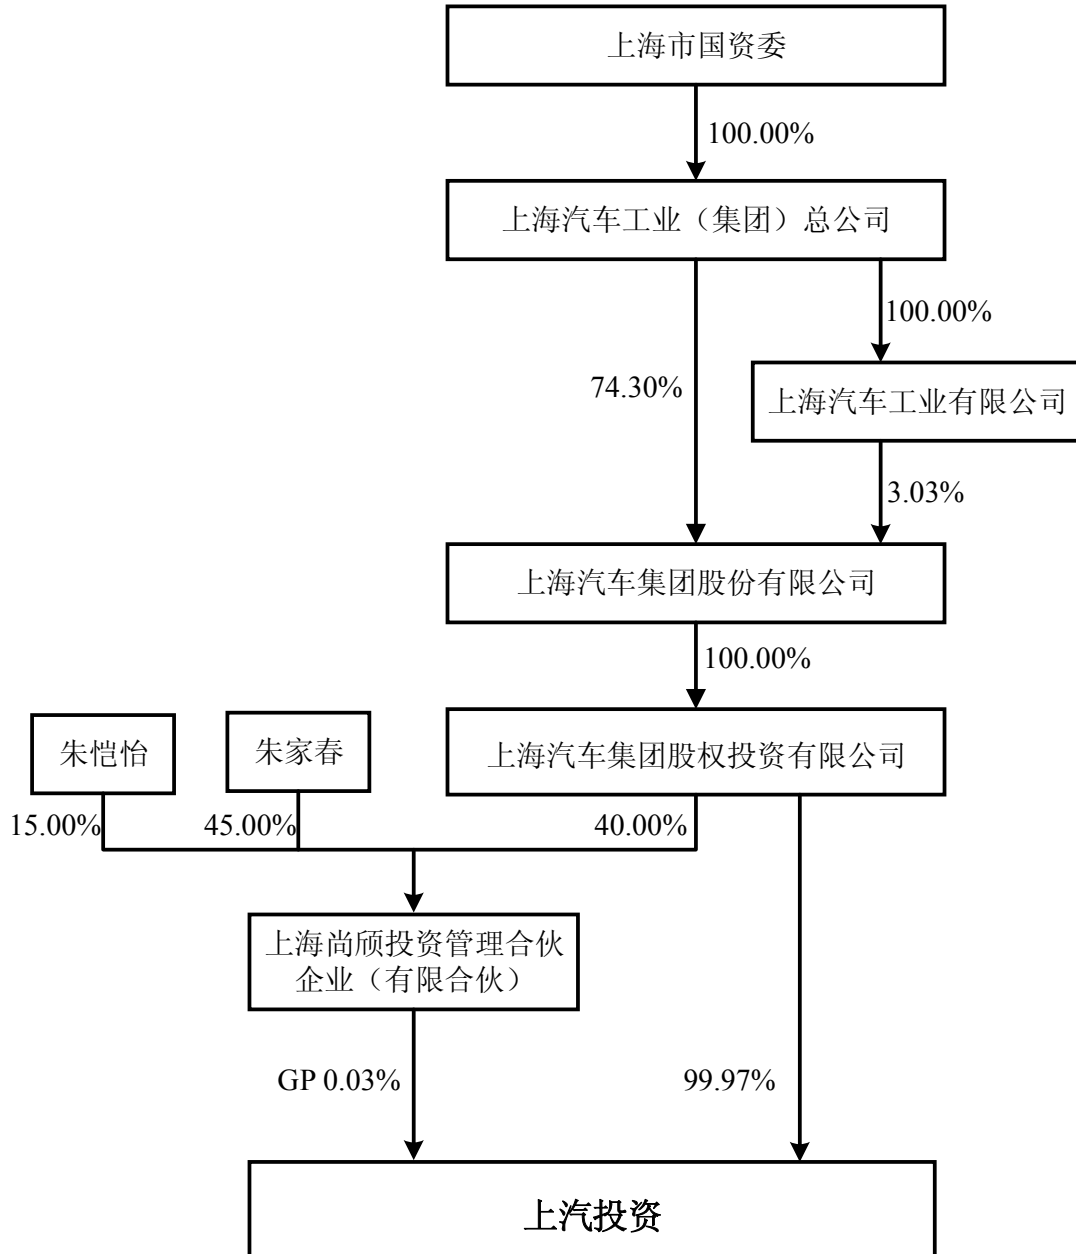 上海市国资委
100.00%
上海汽车工业（集团）总公司
100.00%
74.30%
上海汽车工业有限公司
3.03%
上海汽车集团股份有限公司
100.00%
朱恺怡
朱家春
上海汽车集团股权投资有限公司
15.00%
45.00%
40.00%
上海尚颀投资管理合伙
企业（有限合伙）
GP 0.03%
99.97%
上汽投资